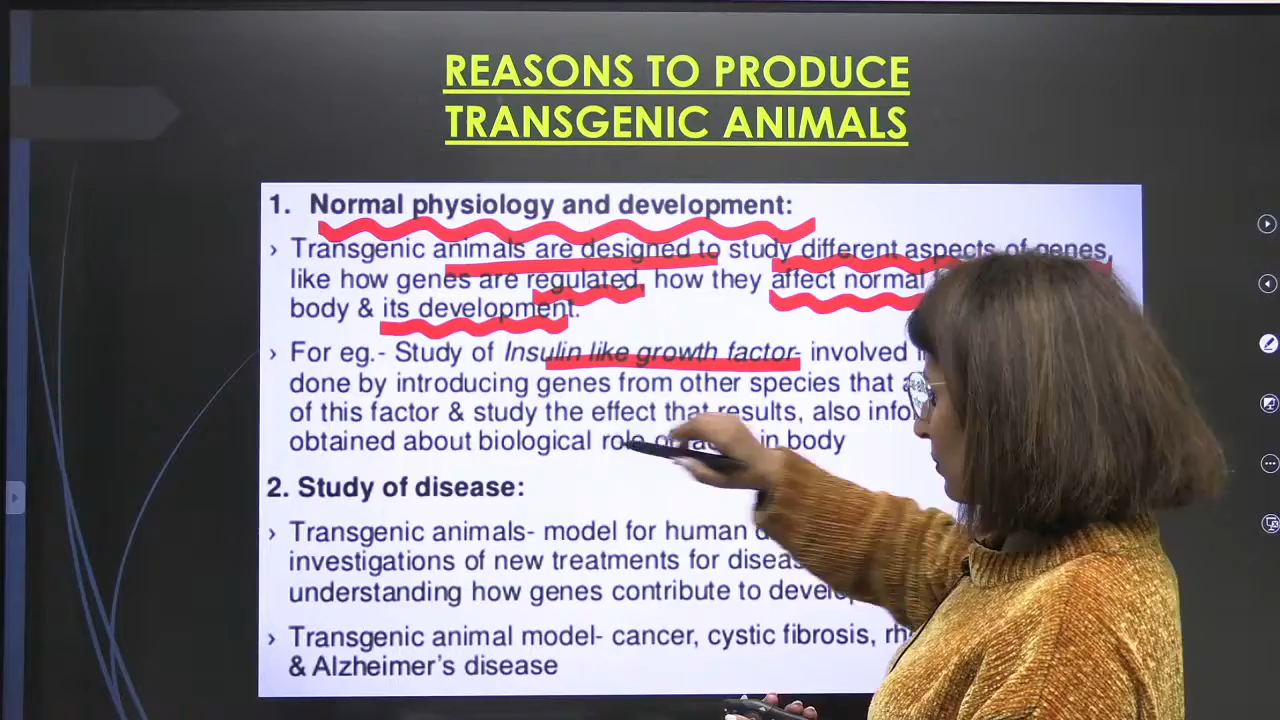 REASONS TO PRODUCE
TRANSGENIC ANIMALS
1. Normal physiology and development:
› Transgenic animals are designed to study different aspects of genes,
like how genes are regulated, how they affect normal
body & its development.
› For eg.- Study of Insulin like growth factor- involved
done by introducing genes from other species that
of this factor & study the effect that results, also
obtained about biological role in body
2. Study of disease:
› Transgenic animals- model for human
investigations of new treatments for
understanding how genes contribute to
› Transgenic animal model- cancer, cystic fibrosis,
& Alzheimer's disease